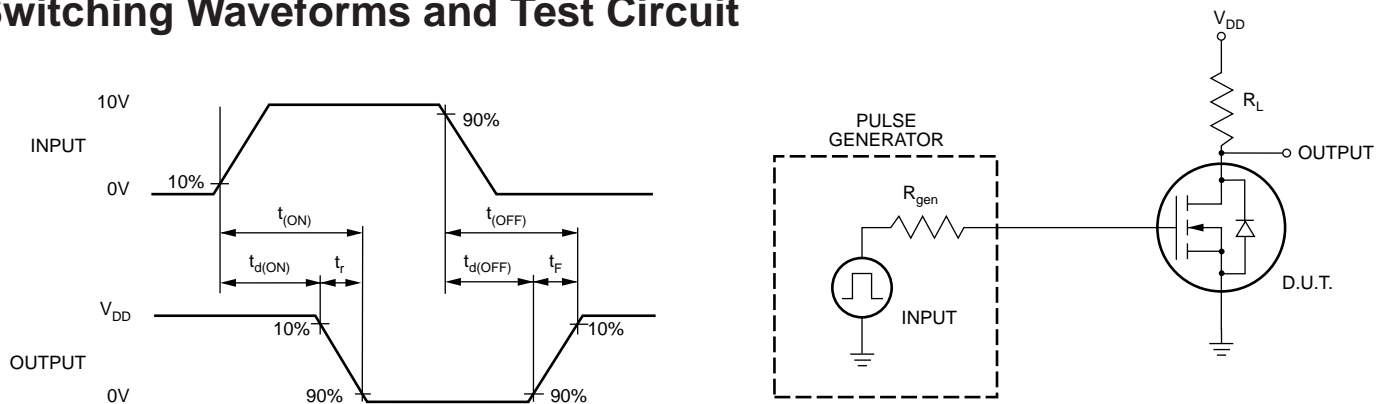 Switching Waveforms and Test Circuit
10V
INPUT
0V
10%
90%
t(ON)
t(OFF)
td(ON)
tr
td(OFF)
tF
VDD
OUTPUT
0V
10%
90%
10%
90%
PULSE
GENERATOR
Rgen
INPUT
VDD
RL
OUTPUT
D.U.T.